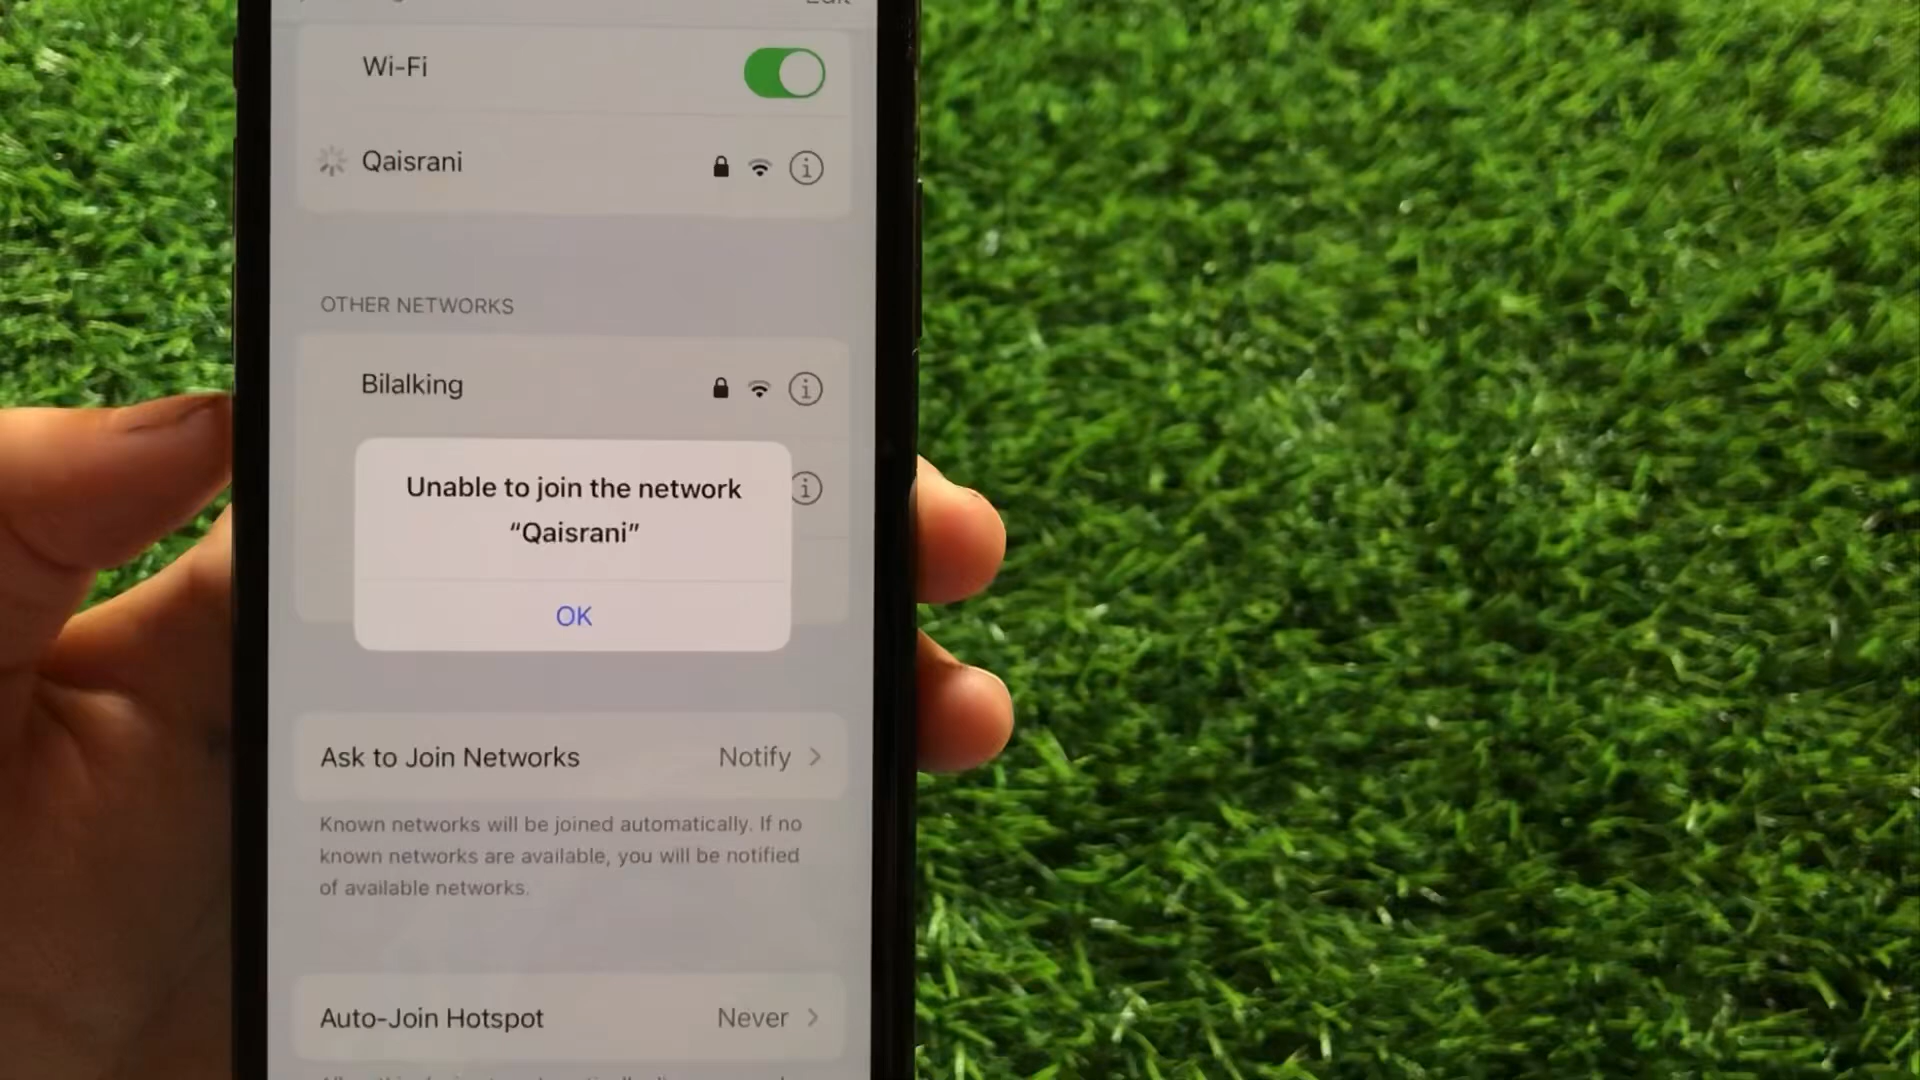 Wi-Fi
Qaisrani
OTHER NETWORKS
Bilalking
Unable to join the network
“Qaisrani”
OK
Ask to Join Networks Notify
Known networks will be joined automatically. If no
known networks are available, you will be notified
of available networks.
Auto-Join Hotspot Never